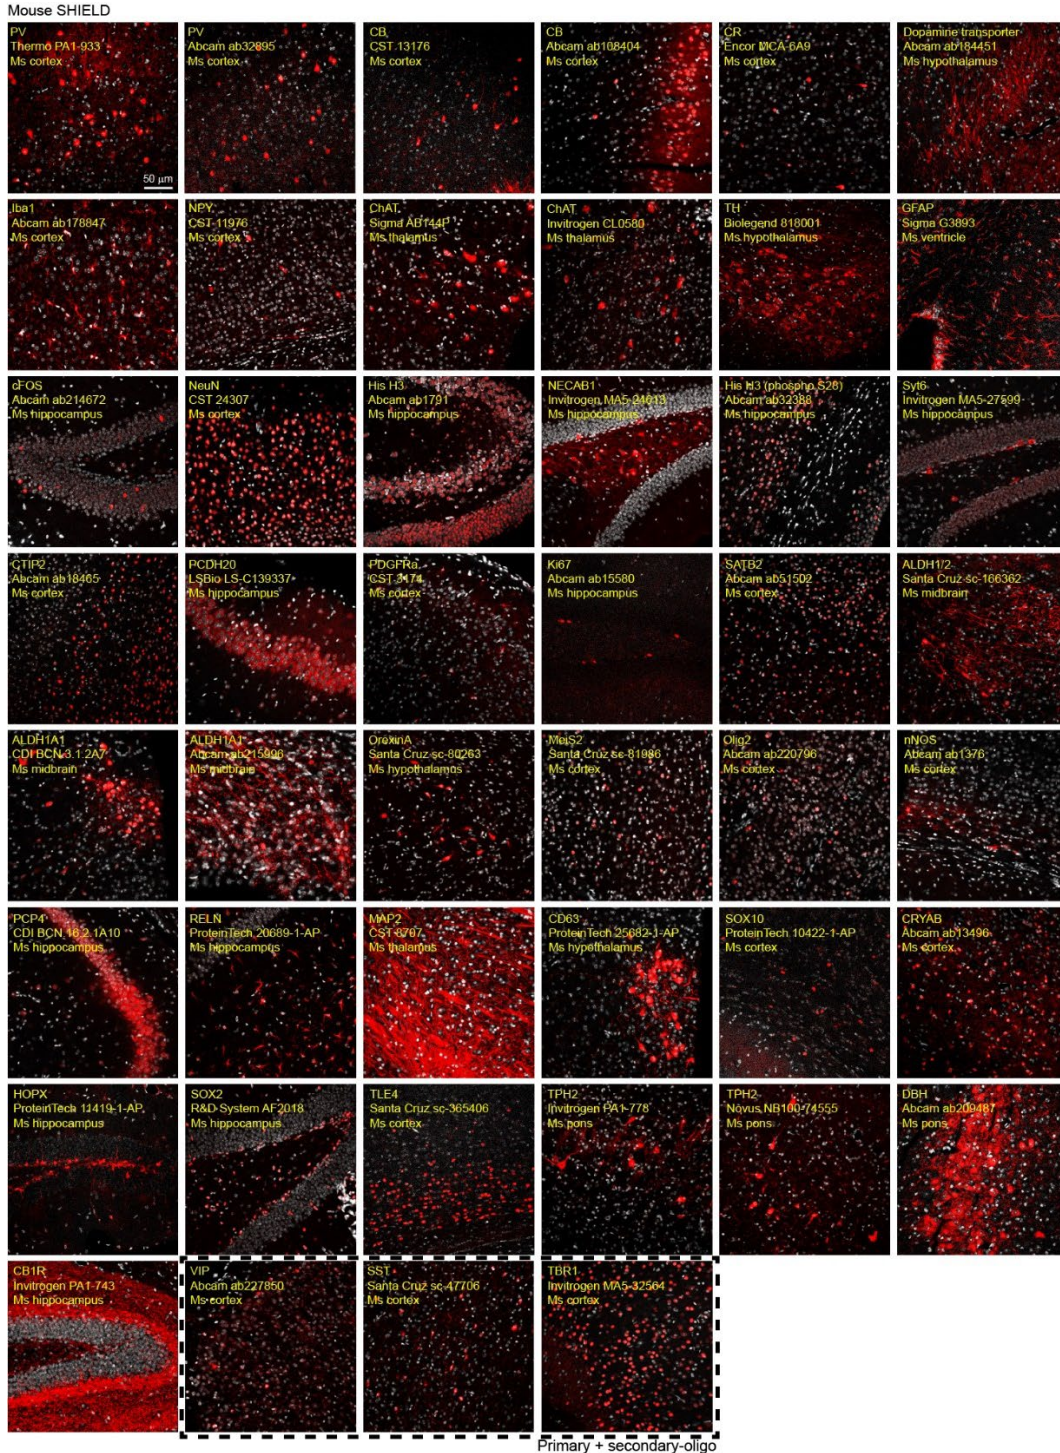 Mouse SHIELD
PV
Thermo PA1-933
Ms cortex
50 μm
PV
Abcam ab32895
Ms cortex
CB
CST 13176
Ms cortex
CB
Abcam ab108404
Ms cortex
CR
Encor MCA-6A9
Ms cortex
Dopamine transporter
Abcam ab184451
Ms hypothalamus
Iba1
Abcam ab178847
Ms cortex
NPY
CST 11976
Ms cortex
ChAT
Sigma AB144P
Ms thalamus
ChAT
Invitrogen CL0580
Ms thalamus
TH
Biolegend 818001
Ms hypothalamus
GFAP
Sigma G3893
Ms ventricle
cFOS
Abcam ab214672
Ms hippocampus
NeuN
CST 24307
Ms cortex
His H3
Abcam ab1791
Ms hippocampus
NECAB1
Invitrogen MA5-24613
Ms hippocampus
His H3 (phospho S28)
Abcam ab32388
Ms hippocampus
Syt6
Invitrogen MA5-27599
Ms hippocampus
CTIP2
Abcam ab18465
Ms cortex
PCDH20
LSBio LS-C139337
Ms hippocampus
PDGFRa
CST 3174
Ms cortex
Ki67
Abcam ab15580
Ms hippocampus
SATB2
Abcam ab51502
Ms cortex
ALDH1/2
Santa Cruz sc-166362
Ms midbrain
ALDH1A1
CDI BCN-3.1.2A7
Ms midbrain
ALDH1A1
Abcam ab215996
Ms midbrain
OrexinA
Santa Cruz sc-80263
Ms hypothalamus
MeiS2
Santa Cruz sc-81986
Ms cortex
Olig2
Abcam ab220796
Ms cortex
nNOS
Abcam ab1376
Ms cortex
PCP4
CDI BCN 16.2.1A10
Ms hippocampus
RELN
ProteinTech 20689-1-AP
Ms hippocampus
MAP2
CST 8707
Ms thalamus
CD63
ProteinTech 25682-1-AP
Ms hypothalamus
SOX10
ProteinTech 10422-1-AP
Ms cortex
CRYAB
Abcam ab13496
Ms cortex
HOPX
ProteinTech 11419-1-AP
Ms hippocampus
SOX2
R&D System AF2018
Ms hippocampus
TLE4
Santa Cruz sc-365406
Ms cortex
TPH2
Invitrogen PA1-778
Ms pons
TPH2
Novus NB100-74555
Ms pons
DBH
Abcam ab209487
Ms pons
CB1R
Invitrogen PA1-743
Ms hippocampus
VIP
Abcam ab227850
Ms cortex
SST
Santa Cruz sc-47706
Ms cortex
TBR1
Invitrogen MA5-32564
Ms cortex
Primary + secondary-oligo